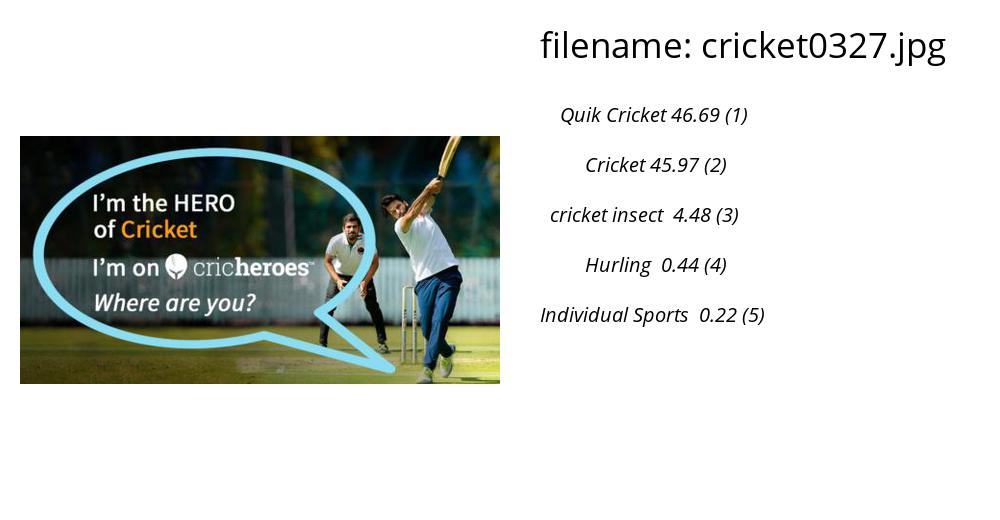 filename: cricket0327.jpg
Quik Cricket 46.69 (1)
Cricket 45.97 (2)
cricket insect 4.48 (3)
Hurling 0.44 (4)
Individual Sports 0.22 (5)
I'm the HERO
of Cricket
I'm on cricheroes™
Where are you?